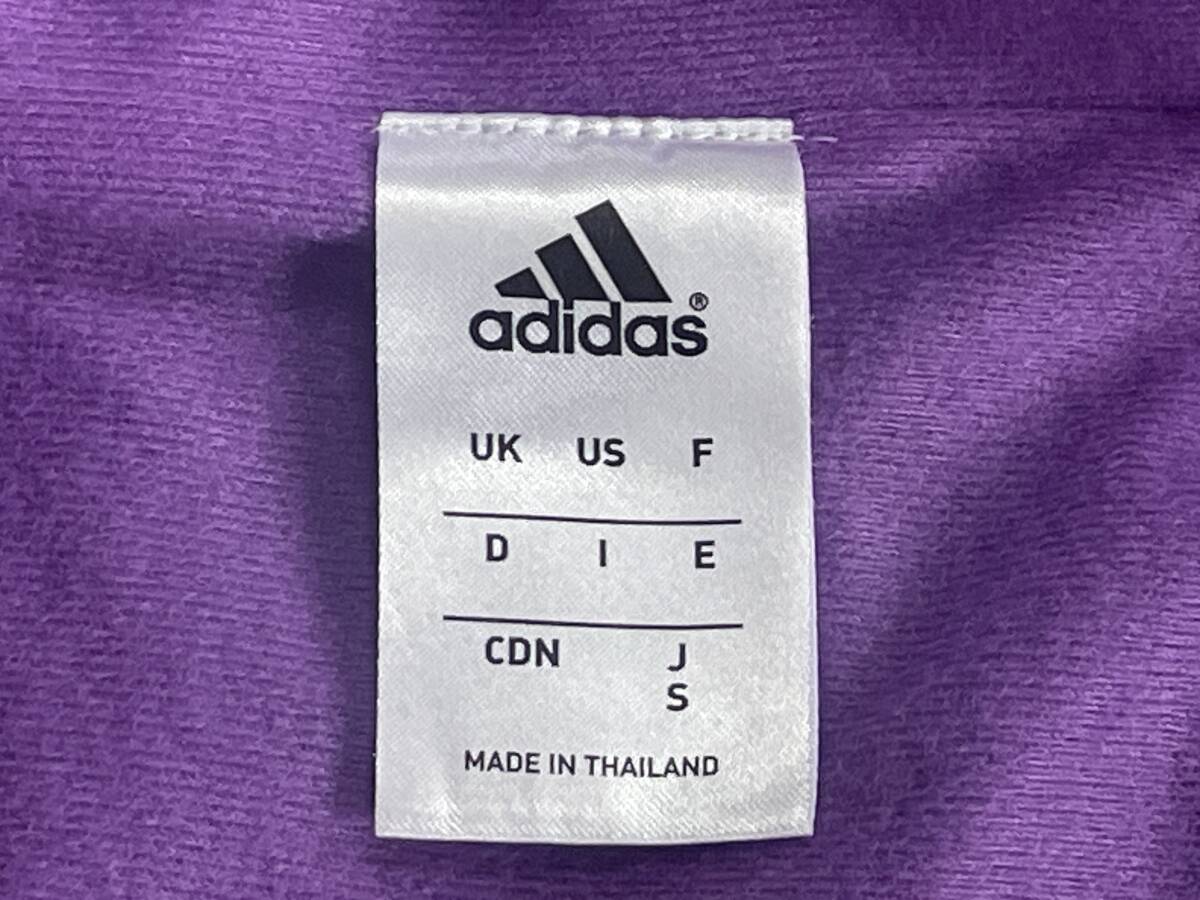 adidas®
UK US F
D I E
CDN J
S
MADE IN THAILAND